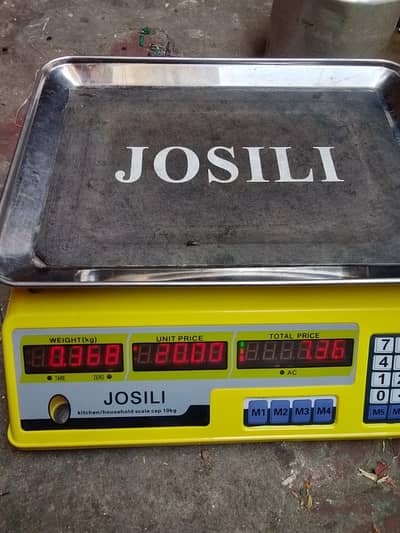 JOSILI
WEIGHT(kg) UNIT PRICE TOTAL PRICE
0.368 20.00 7.36
TARE ZERO AC
JOSILI
kitchen/household scale cap 10kg
M1 M2 M3 M4
7
4
1
0
M5